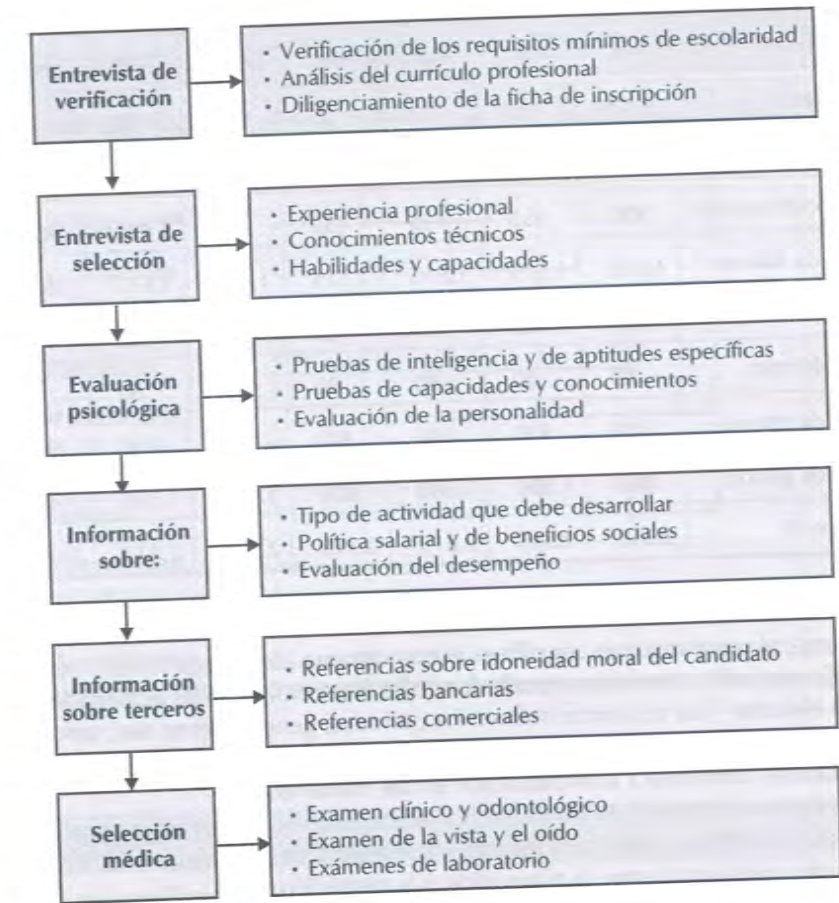 Entrevista de
verificación
· Verificación de los requisitos mínimos de escolaridad
· Análisis del currículo profesional
· Diligenciamiento de la ficha de inscripción
Entrevista de
selección
· Experiencia profesional
· Conocimientos técnicos
· Habilidades y capacidades
Evaluación
psicológica
· Pruebas de inteligencia y de aptitudes específicas
· Pruebas de capacidades y conocimientos
· Evaluación de la personalidad
Información
sobre:
· Tipo de actividad que debe desarrollar
· Política salarial y de beneficios sociales
· Evaluación del desempeño
Información
sobre terceros
· Referencias sobre idoneidad moral del candidato
· Referencias bancarias
· Referencias comerciales
Selección
médica
· Examen clínico y odontológico
· Examen de la vista y el oído
· Exámenes de laboratorio